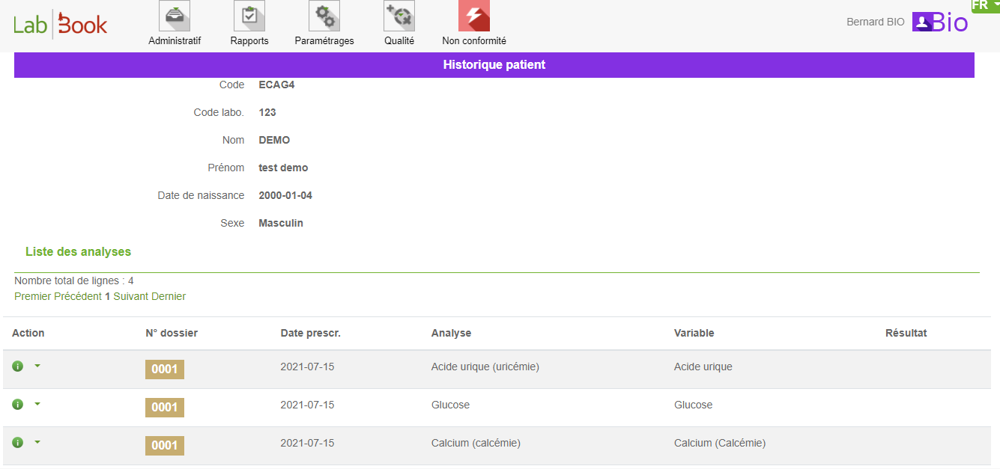 Lab Book
Administratif Rapports Paramétrages Qualité Non conformité
Bernard BIO Bio
FR
Historique patient
Code ECAG4
Code labo. 123
Nom DEMO
Prénom test demo
Date de naissance 2000-01-04
Sexe Masculin
Liste des analyses
Nombre total de lignes : 4
Premier Précédent 1 Suivant Dernier
Action N° dossier Date prescr. Analyse Variable Résultat
0001 2021-07-15 Acide urique (uricémie) Acide urique
0001 2021-07-15 Glucose Glucose
0001 2021-07-15 Calcium (calcémie) Calcium (Calcémie)